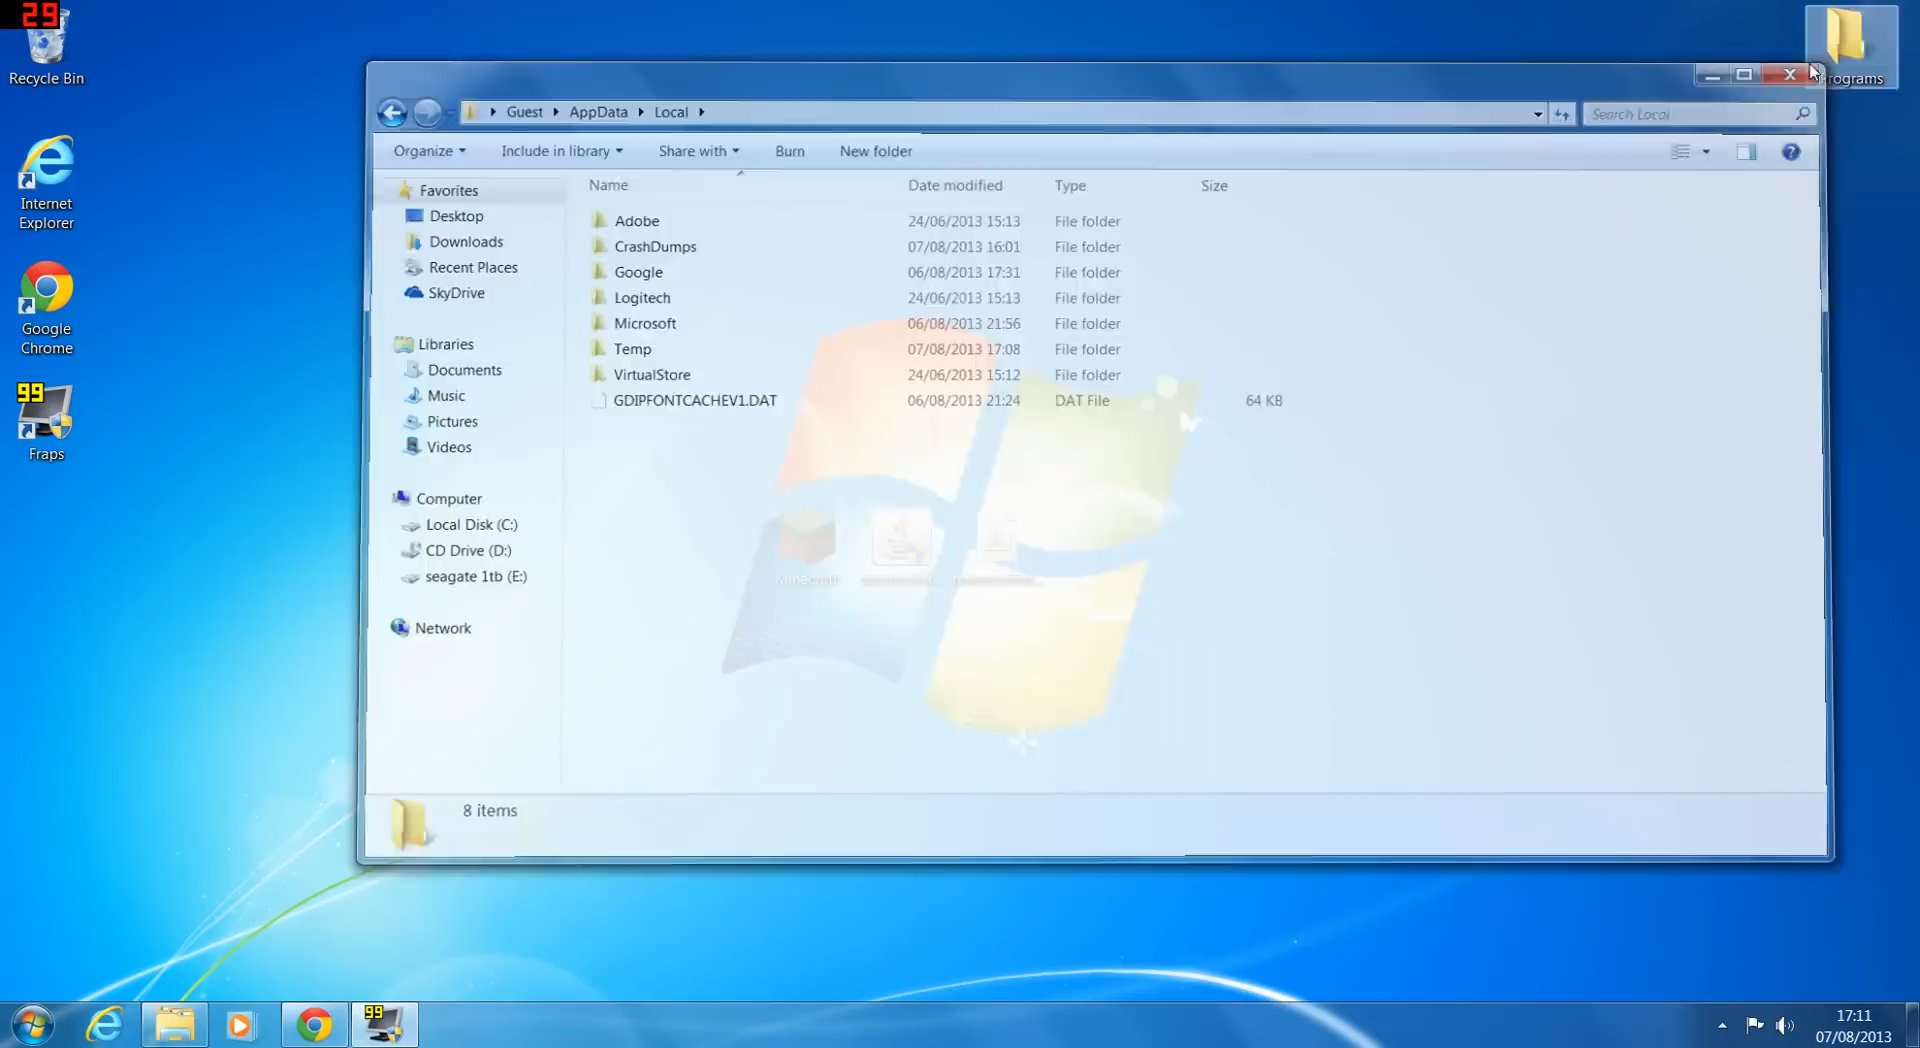 29
Recycle Bin
Internet
Explorer
Google
Chrome
99
Fraps
Programs
Guest AppData Local
Search Local
Organize Include in library Share with Burn New folder
Name Date modified Type Size
Favorites
Desktop
Downloads
Recent Places
SkyDrive
Libraries
Documents
Music
Pictures
Videos
Computer
Local Disk (C:)
CD Drive (D:)
seagate 1tb (E:)
Network
Adobe 24/06/2013 15:13 File folder
CrashDumps 07/08/2013 16:01 File folder
Google 06/08/2013 17:31 File folder
Logitech 24/06/2013 15:13 File folder
Microsoft 06/08/2013 21:56 File folder
Temp 07/08/2013 17:08 File folder
VirtualStore 24/06/2013 15:12 File folder
GDIPFONTCACHEV1.DAT 06/08/2013 21:24 DAT File 64 KB
Minecraft
8 items
99
17:11
07/08/2013